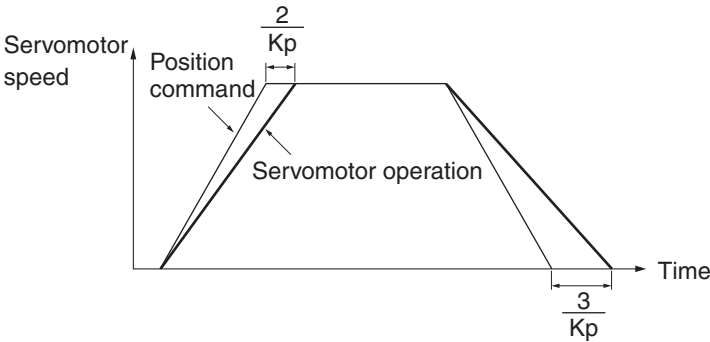 2
Kp
Servomotor
speed
Position
command
Servomotor operation
Time
3
Kp